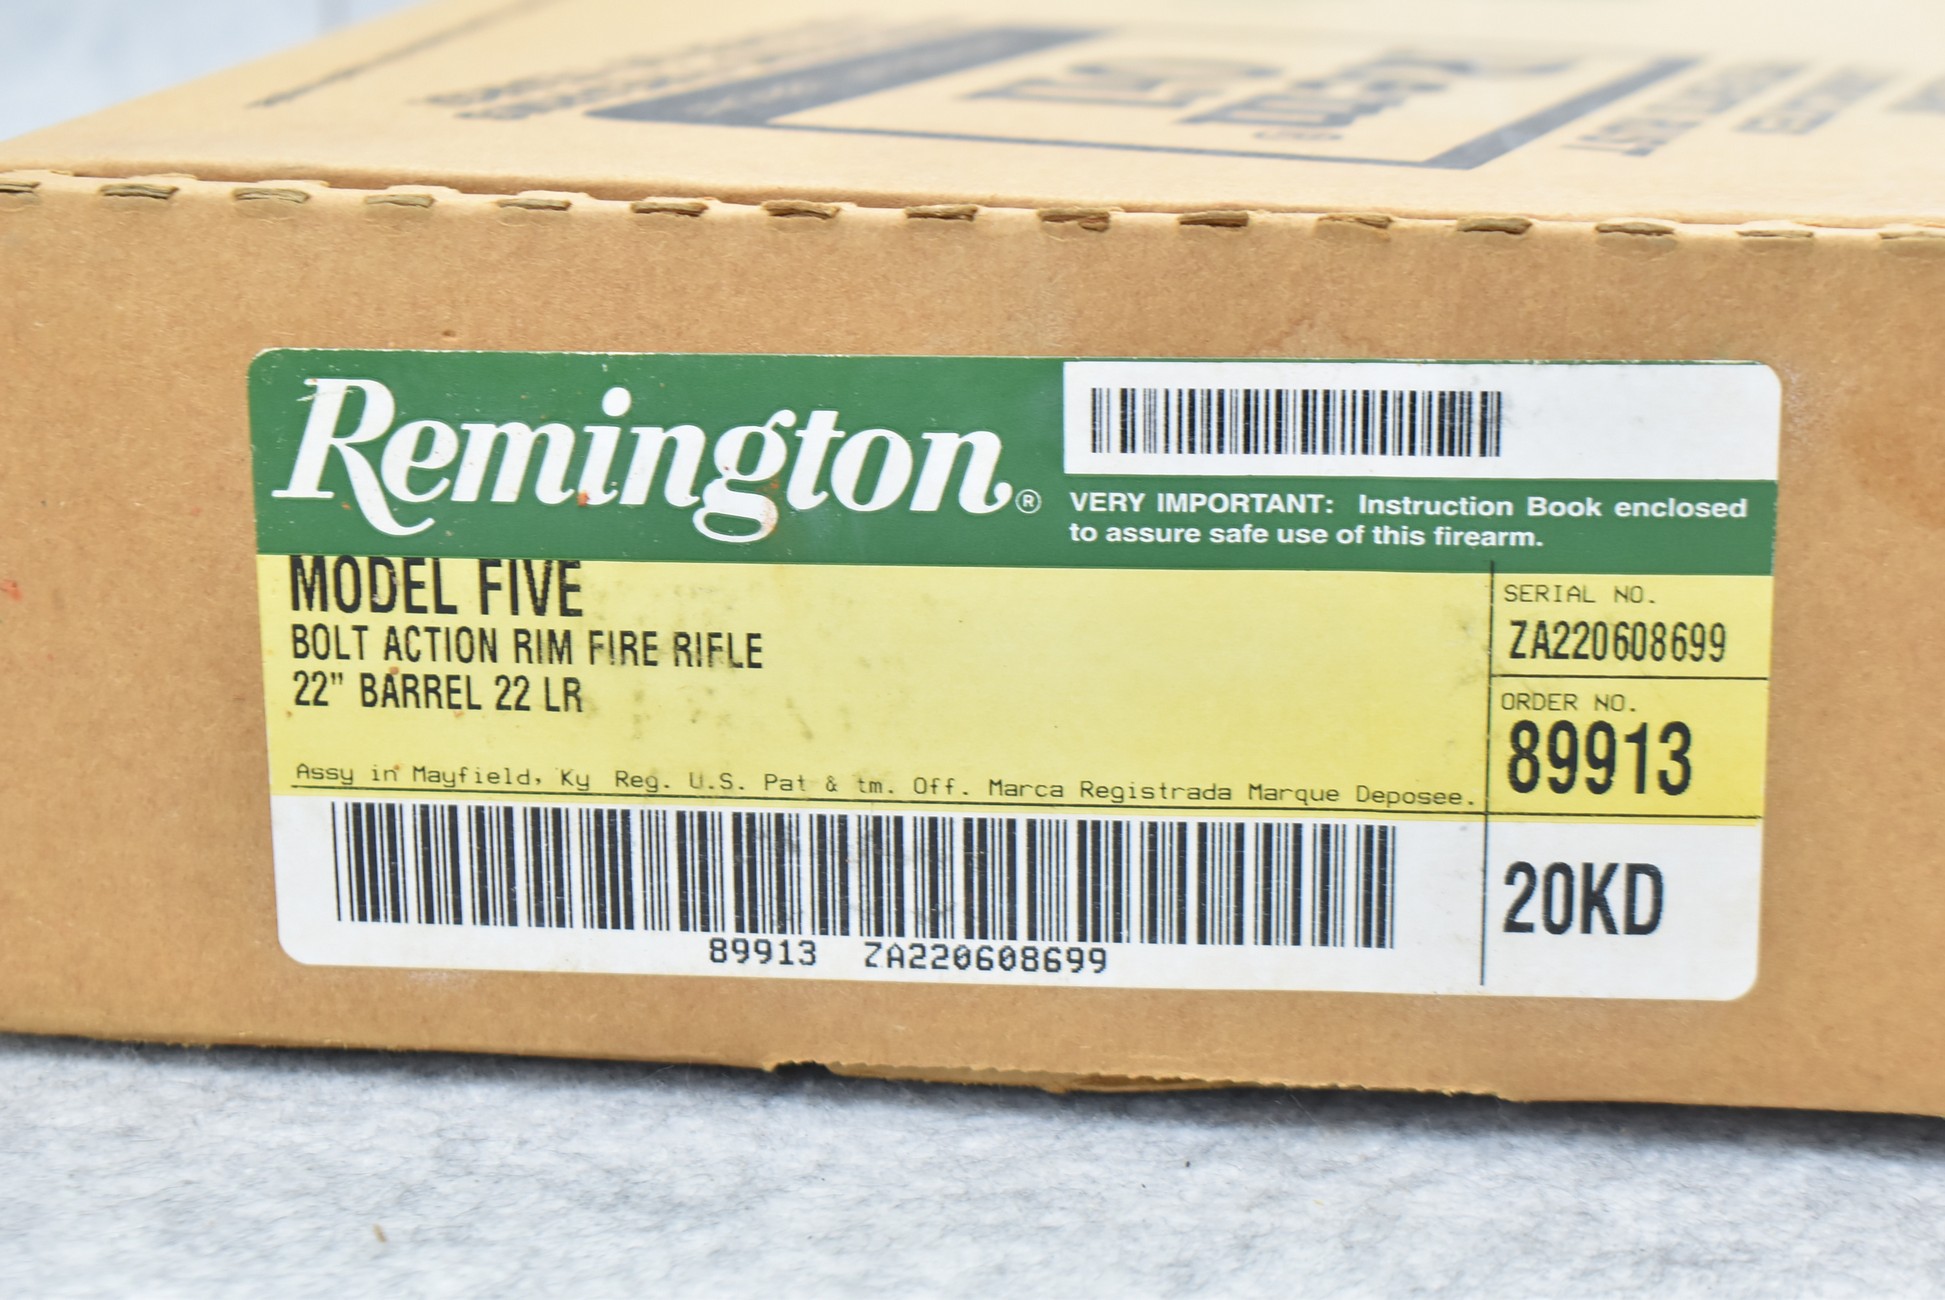 Remington®
VERY IMPORTANT: Instruction Book enclosed
to assure safe use of this firearm.
MODEL FIVE
BOLT ACTION RIM FIRE RIFLE
22” BARREL 22 LR
SERIAL NO.
ZA220608699
ORDER NO.
89913
Assy in Mayfield, Ky Reg. U.S. Pat & tm. Off. Marca Registrada Marque Deposee.
89913 ZA220608699
20KD